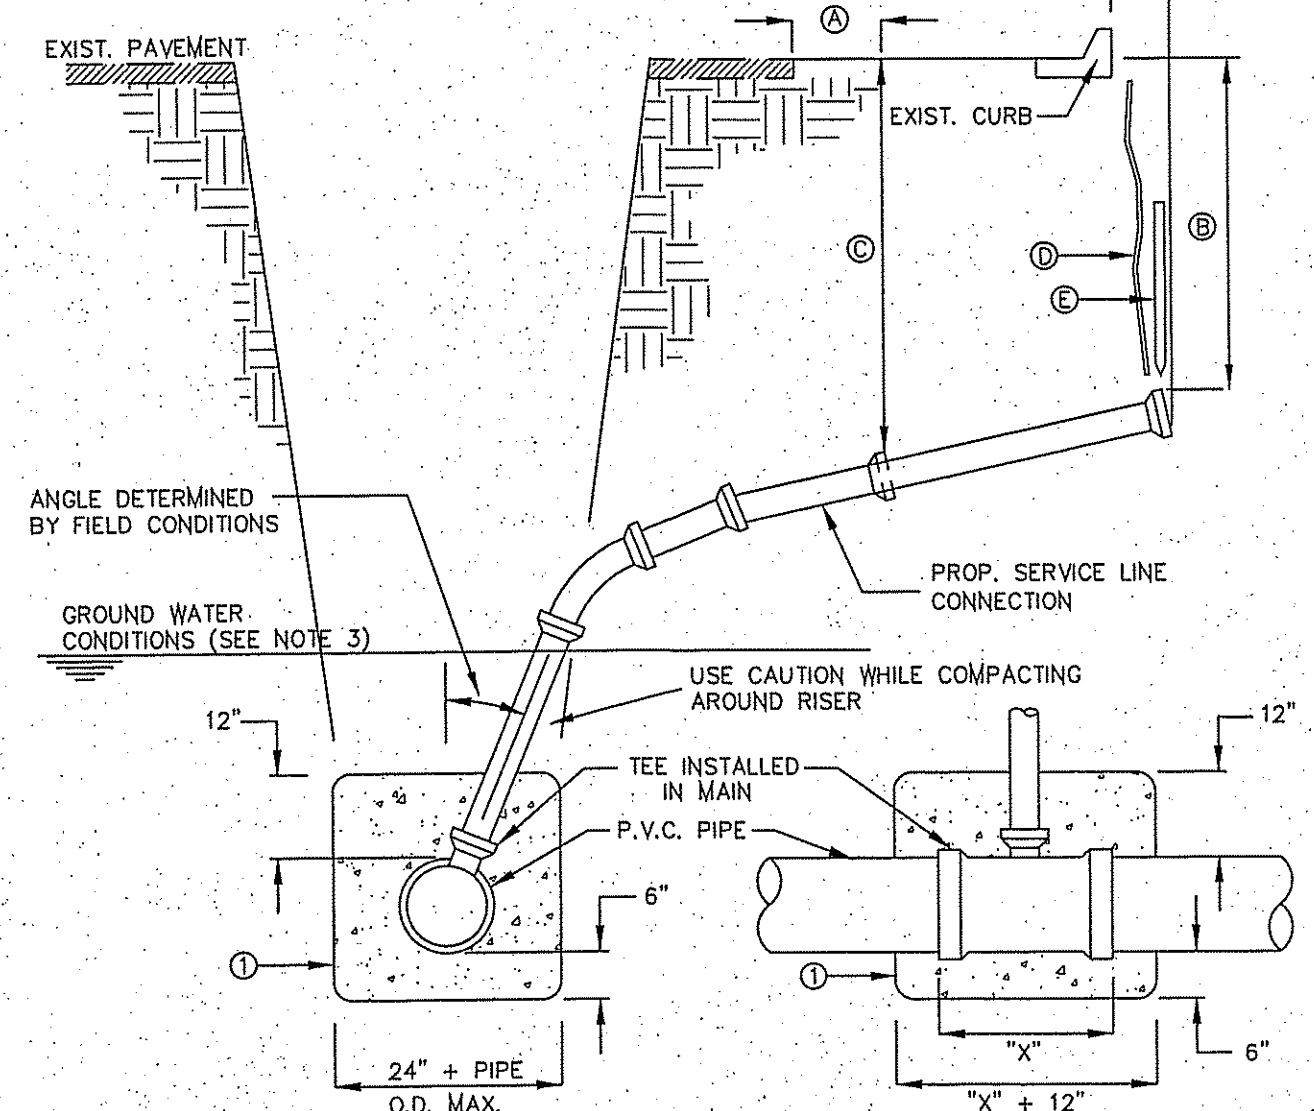 Ⓐ
EXIST. PAVEMENT
EXIST. CURB
Ⓑ
Ⓒ
Ⓓ
Ⓔ
ANGLE DETERMINED
BY FIELD CONDITIONS
PROP. SERVICE LINE
CONNECTION
GROUND WATER
CONDITIONS (SEE NOTE 3)
USE CAUTION WHILE COMPACTING
AROUND RISER
12"
12"
TEE INSTALLED
IN MAIN
P.V.C. PIPE
6"
①
①
"X"
6"
24" + PIPE
O.D. MAX.
"X" + 12"